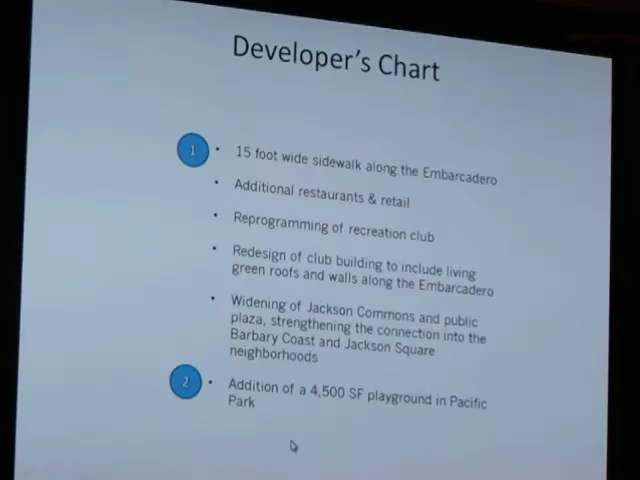 Developer's Chart
1 • 15 foot wide sidewalk along the Embarcadero
• Additional restaurants & retail
• Reprogramming of recreation club
• Redesign of club building to include living
green roofs and walls along the Embarcadero
• Widening of Jackson Commons and public
plaza, strengthening the connection into the
Barbary Coast and Jackson Square
neighborhoods
2 • Addition of a 4,500 SF playground in Pacific
Park